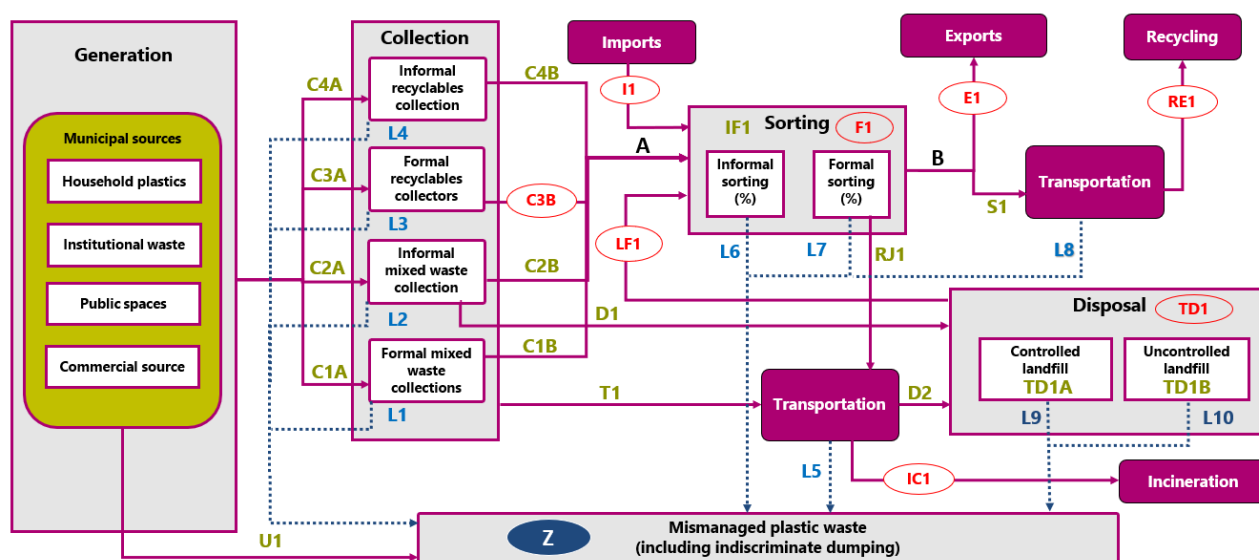 Generation
Municipal sources
Household plastics
Institutional waste
Public spaces
Commercial source
U1
C4A
C3A
C2A
C1A
Collection
Informal
recyclables
collection
L4
Formal
recyclables
collectors
L3
Informal
mixed waste
collection
L2
Formal mixed
waste
collections
L1
C4B
C3B
C2B
C1B
A
D1
T1
Imports
I1
IF1
Sorting
F1
Informal
sorting
(%)
Formal
sorting
(%)
LF1
L6
L7
RJ1
B
Exports
E1
Recycling
RE1
S1
Transportation
L8
Disposal
TD1
Controlled
landfill
TD1A
Uncontrolled
landfill
TD1B
L9
L10
Transportation
D2
L5
IC1
Incineration
Z
Mismanaged plastic waste
(including indiscriminate dumping)